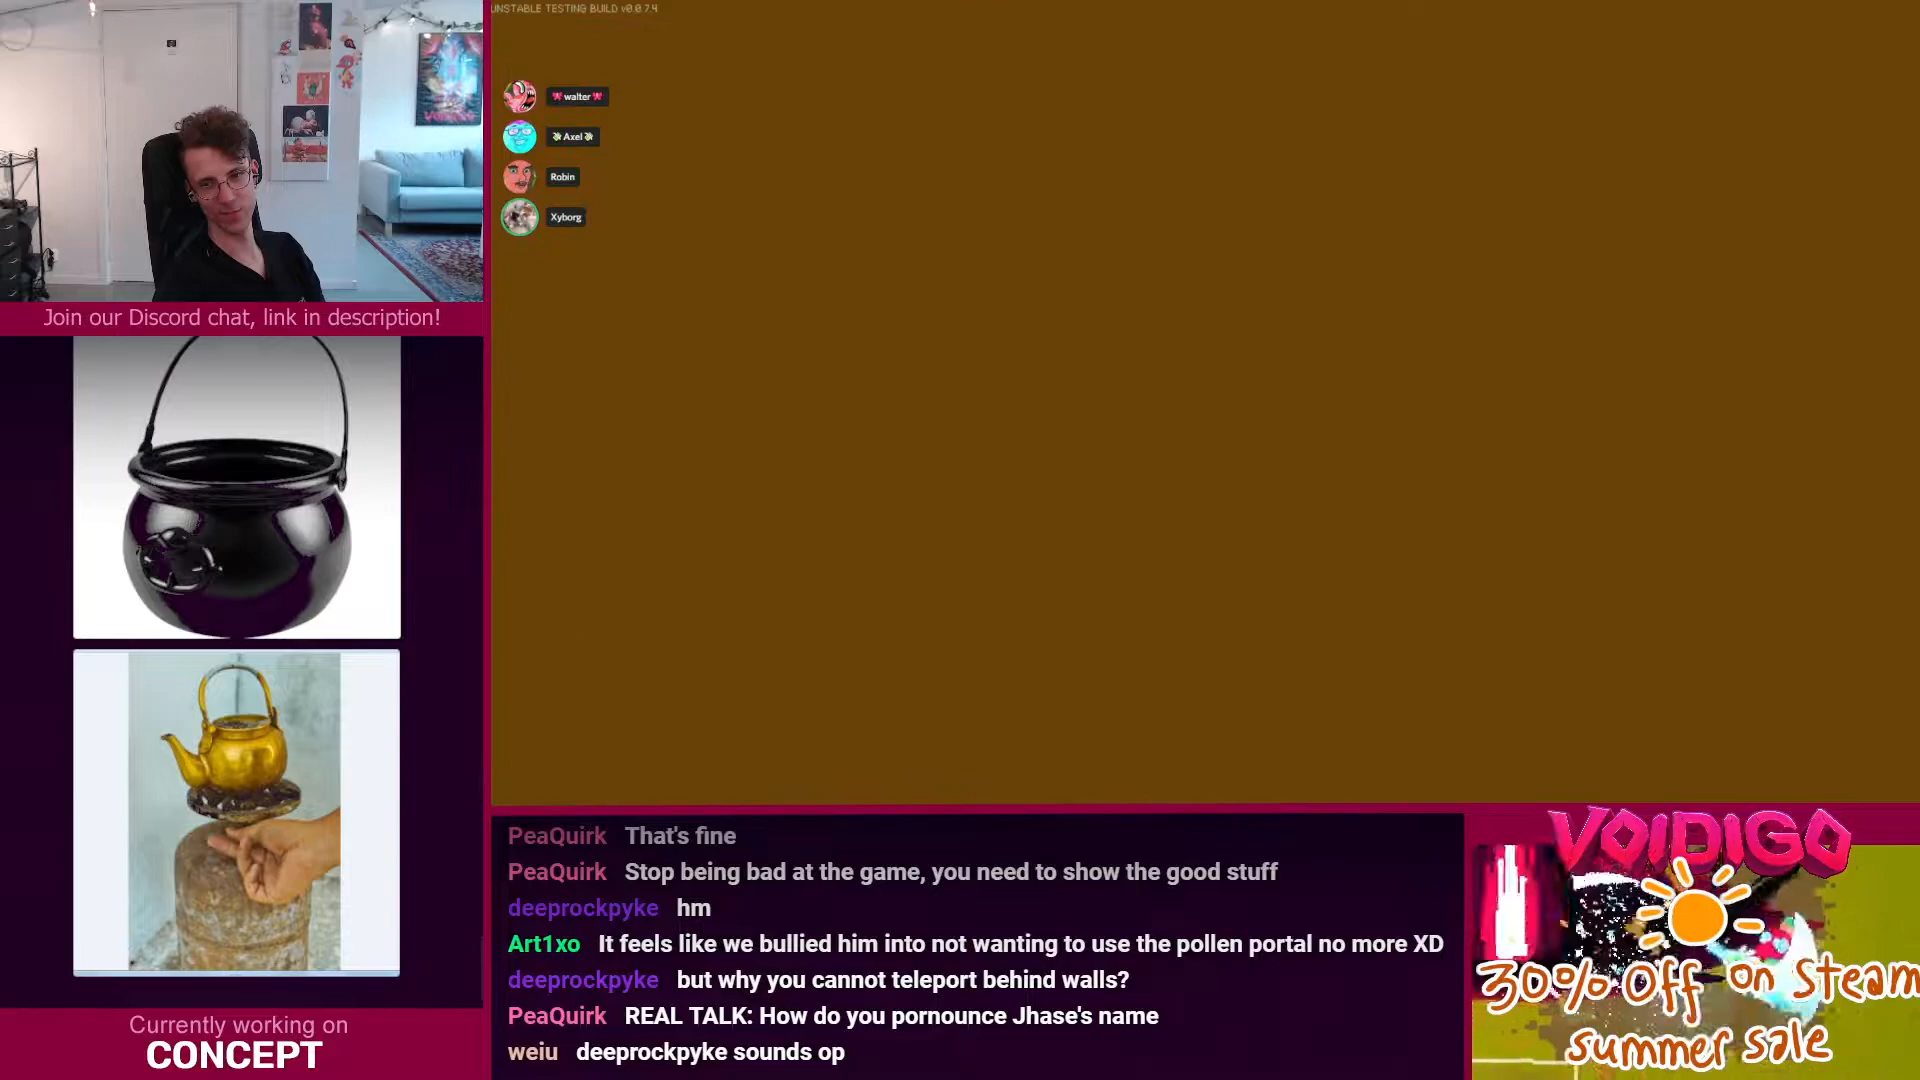 UNSTABLE TESTING BUILD v0.0.7.4
walter
Axel
Robin
Xyborg
Join our Discord chat, link in description!
Currently working on
CONCEPT
PeaQuirk That's fine
PeaQuirk Stop being bad at the game, you need to show the good stuff
deeprockpyke hm
Art1xo It feels like we bullied him into not wanting to use the pollen portal no more XD
deeprockpyke but why you cannot teleport behind walls?
PeaQuirk REAL TALK: How do you pornounce Jhase's name
weiu deeprockpyke sounds op
VOIDIGO
30% Off on Steam
summer sale